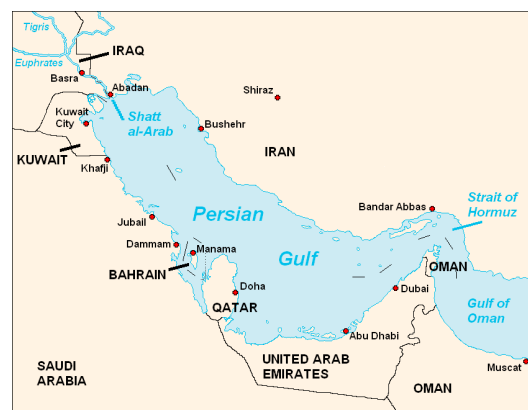 Tigris
IRAQ
Euphrates
Basra
Abadan
Shiraz
Kuwait
City
Shatt
al-Arab
Bushehr
KUWAIT
IRAN
Khafji
Strait of
Hormuz
Bandar Abbas
Jubail
Persian
Dammam
Manama
Gulf
OMAN
BAHRAIN
Doha
Dubai
QATAR
Gulf of
Oman
Abu Dhabi
SAUDI
ARABIA
UNITED ARAB
EMIRATES
Muscat
OMAN